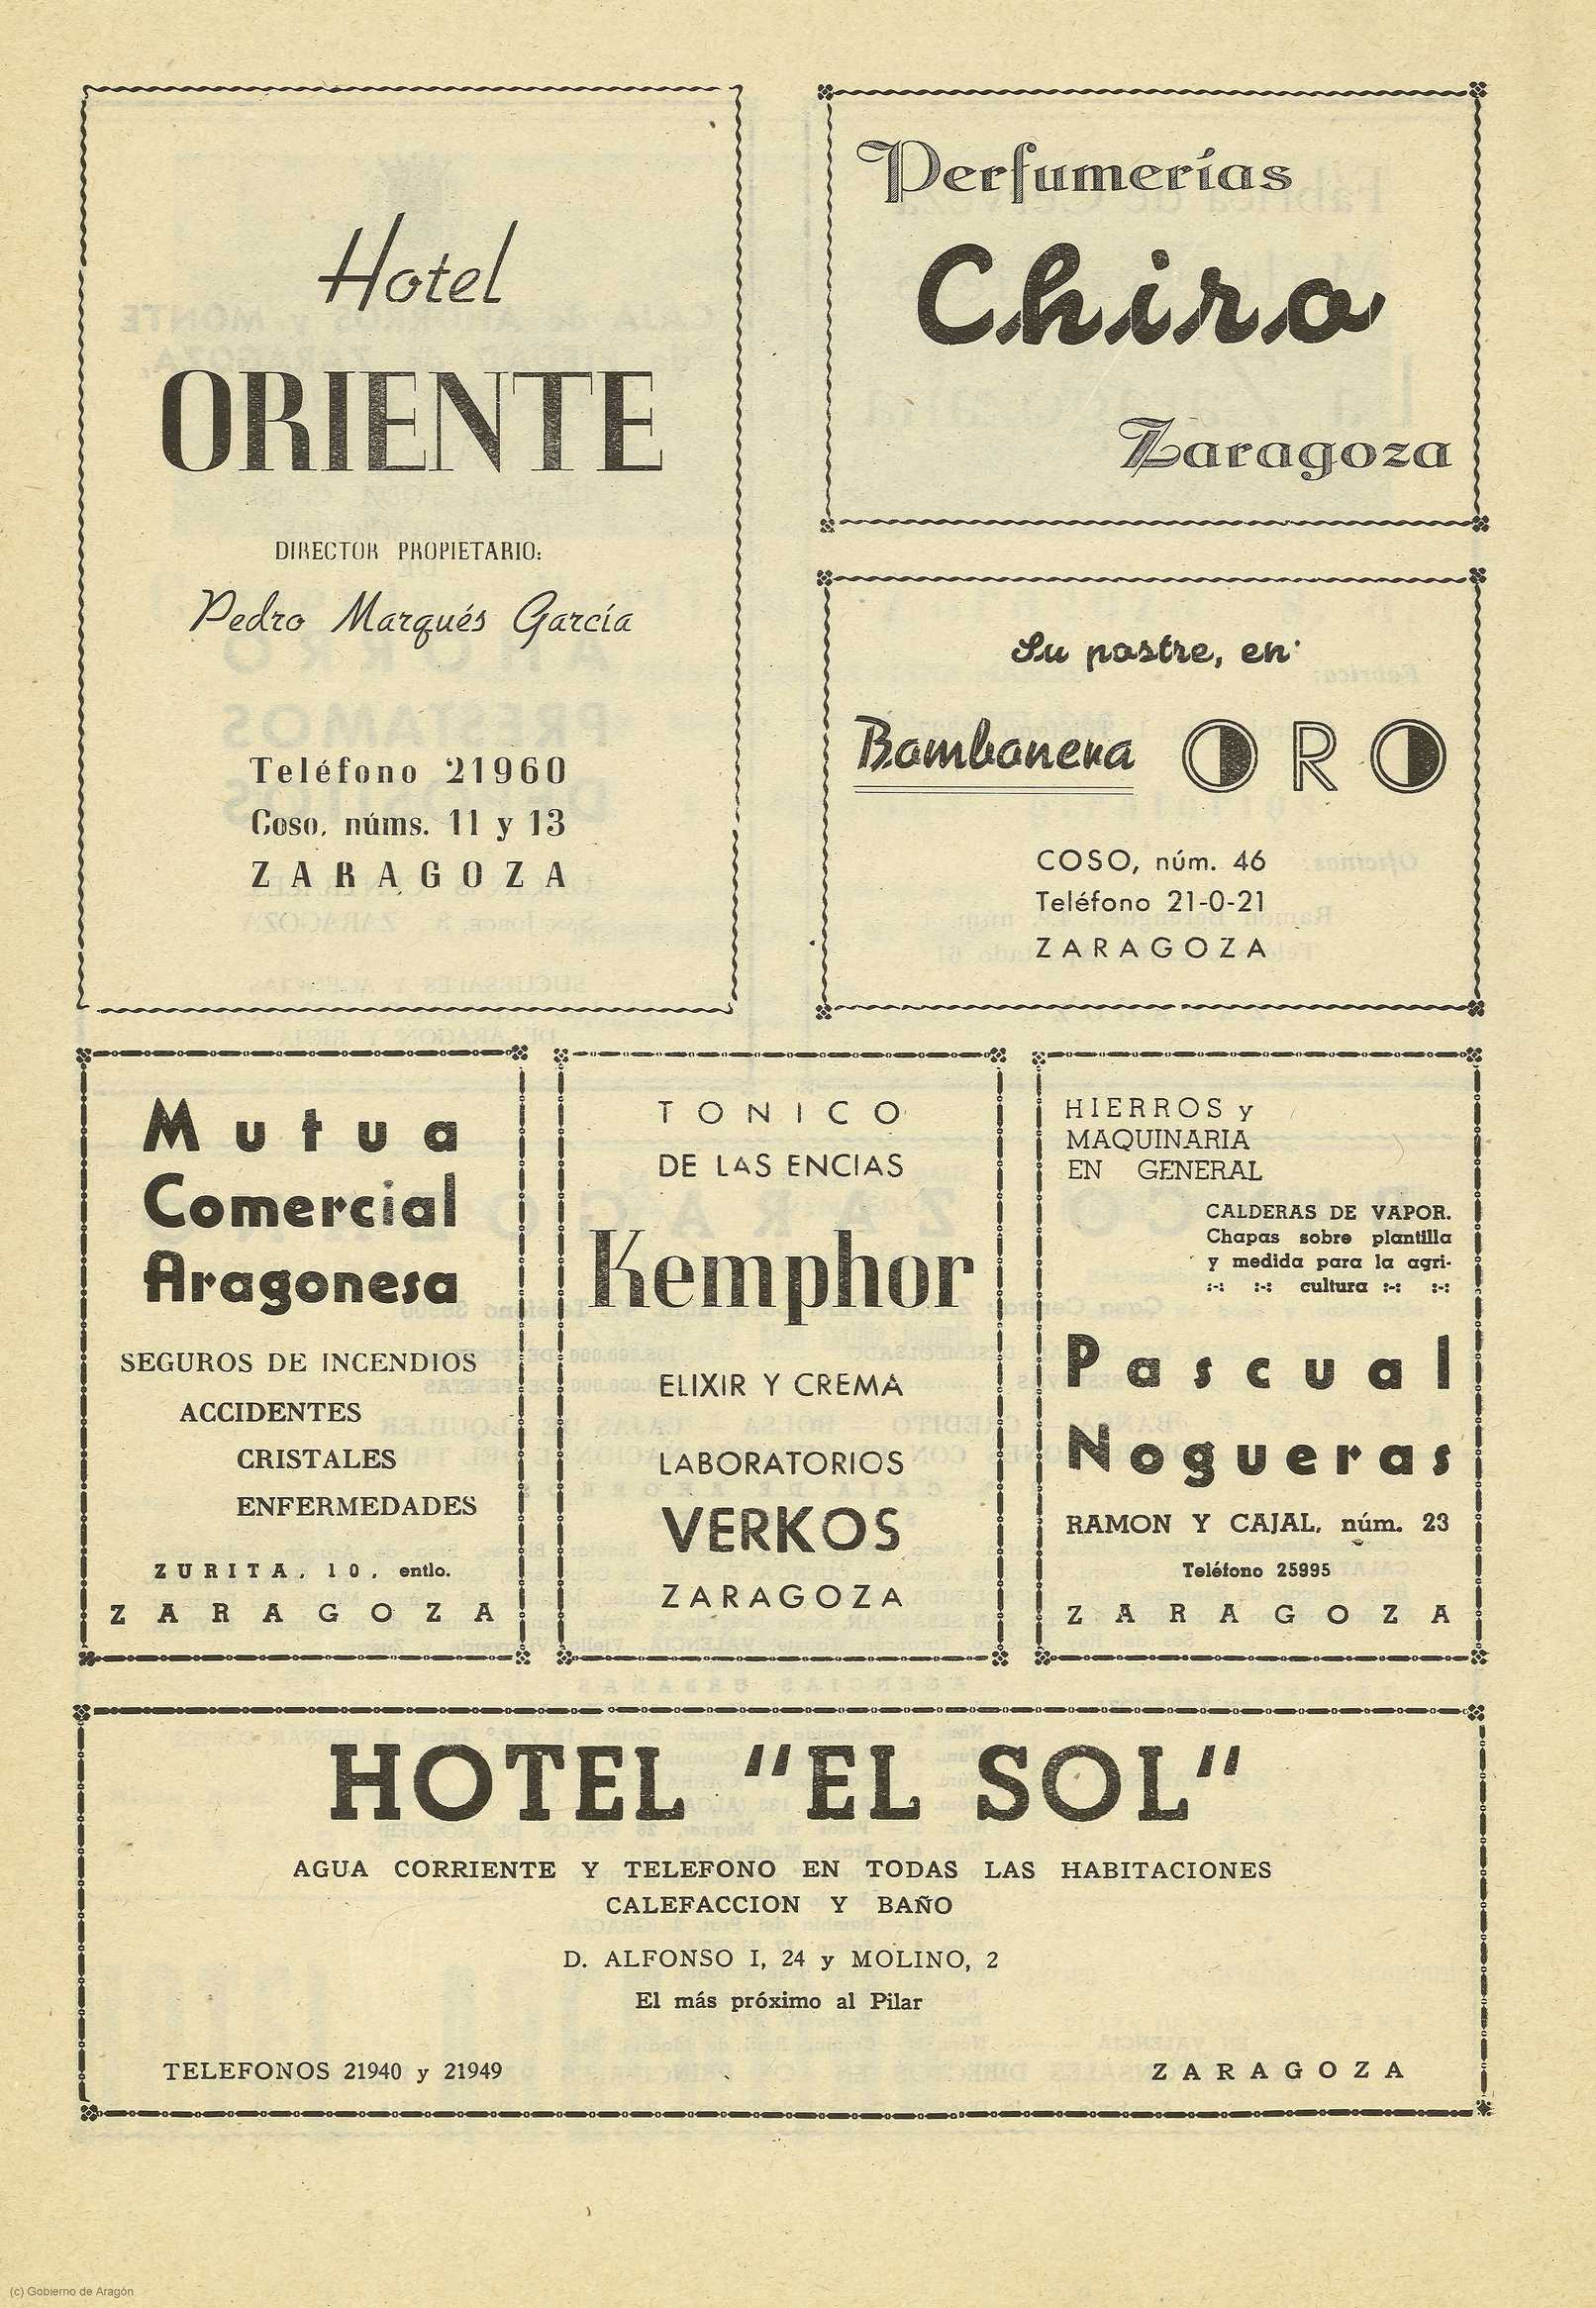 Hotel
ORIENTE
DIRECTOR PROPIETARIO:
Pedro Marqués García
Teléfono 21960
Coso, núms. 11 y 13
ZARAGOZA
Perfumerías
Chira
Zaragoza
Su postre, en
Bombonera ORO
COSO, núm. 46
Teléfono 21-0-21
ZARAGOZA
Mutua
Comercial
Aragonesa
SEGUROS DE INCENDIOS
ACCIDENTES
CRISTALES
ENFERMEDADES
ZURITA, 10, entlo.
ZARAGOZA
TONICO
DE LAS ENCIAS
Kemphor
ELIXIR Y CREMA
LABORATORIOS
VERKOS
ZARAGOZA
HIERROS y
MAQUINARIA
EN GENERAL
CALDERAS DE VAPOR.
Chapas sobre plantilla
y medida para la agri-
:-: :-: cultura :-: :-:
Pascual
Nogueras
RAMON Y CAJAL, núm. 23
Teléfono 25995
ZARAGOZA
HOTEL "EL SOL"
AGUA CORRIENTE Y TELEFONO EN TODAS LAS HABITACIONES
CALEFACCION Y BAÑO
D. ALFONSO I, 24 y MOLINO, 2
El más próximo al Pilar
TELEFONOS 21940 y 21949
ZARAGOZA
(c) Gobierno de Aragón